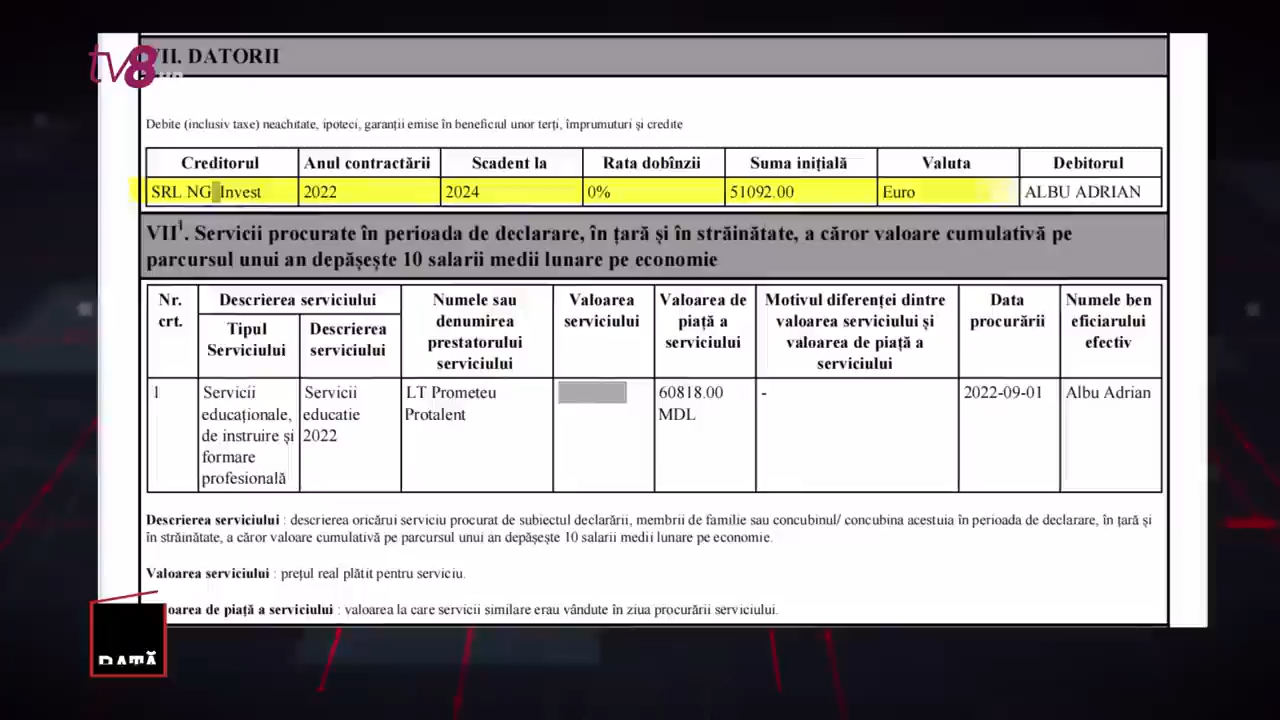 tv8
VII. DATORII
Debite (inclusiv taxe) neachitate, ipoteci, garanții emise în beneficiul unor terți, împrumuturi și credite
Creditorul Anul contractării Scadent la Rata dobînzii Suma inițială Valuta Debitorul
SRL NG Invest 2022 2024 0% 51092.00 Euro ALBU ADRIAN
VII¹. Servicii procurate în perioada de declarare, în țară și în străinătate, a căror valoare cumulativă pe
parcursul unui an depășește 10 salarii medii lunare pe economie
Nr.
crt.
Descrierea serviciului
Tipul
Serviciului
Descrierea
serviciului
Numele sau
denumirea
prestatorului
serviciului
Valoarea
serviciului
Valoarea de
piață a
serviciului
Motivul diferenței dintre
valoarea serviciului și
valoarea de piață a
serviciului
Data
procurării
Numele ben
eficiarului
efectiv
1
Servicii
educaționale,
de instruire și
formare
profesională
Servicii
educatie
2022
LT Prometeu
Protalent
60818.00
MDL
-
2022-09-01
Albu Adrian
Descrierea serviciului : descrierea oricărui serviciu procurat de subiectul declarării, membrii de familie sau concubinul/ concubina acestuia în perioada de declarare, în țară și
în străinătate, a căror valoare cumulativă pe parcursul unui an depășește 10 salarii medii lunare pe economie.
Valoarea serviciului : prețul real plătit pentru serviciu.
oarea de piață a serviciului : valoarea la care servicii similare erau vândute în ziua procurării serviciului.